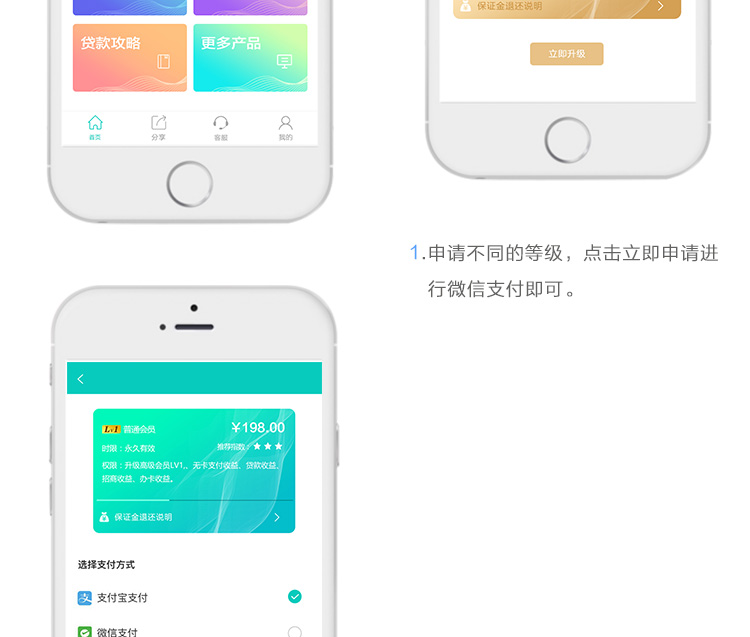 贷款攻略
更多产品
首页
分享
客服
我的
保证金退还说明
立即升级
1.申请不同的等级，点击立即申请进
行微信支付即可。
LV1 普通会员
¥198.00
时限：永久有效
推荐指数：★★★
权限：升级高级会员LV1,。无卡支付收益、贷款收益、
招商收益、办卡收益。
保证金退还说明
选择支付方式
支付宝支付
微信支付